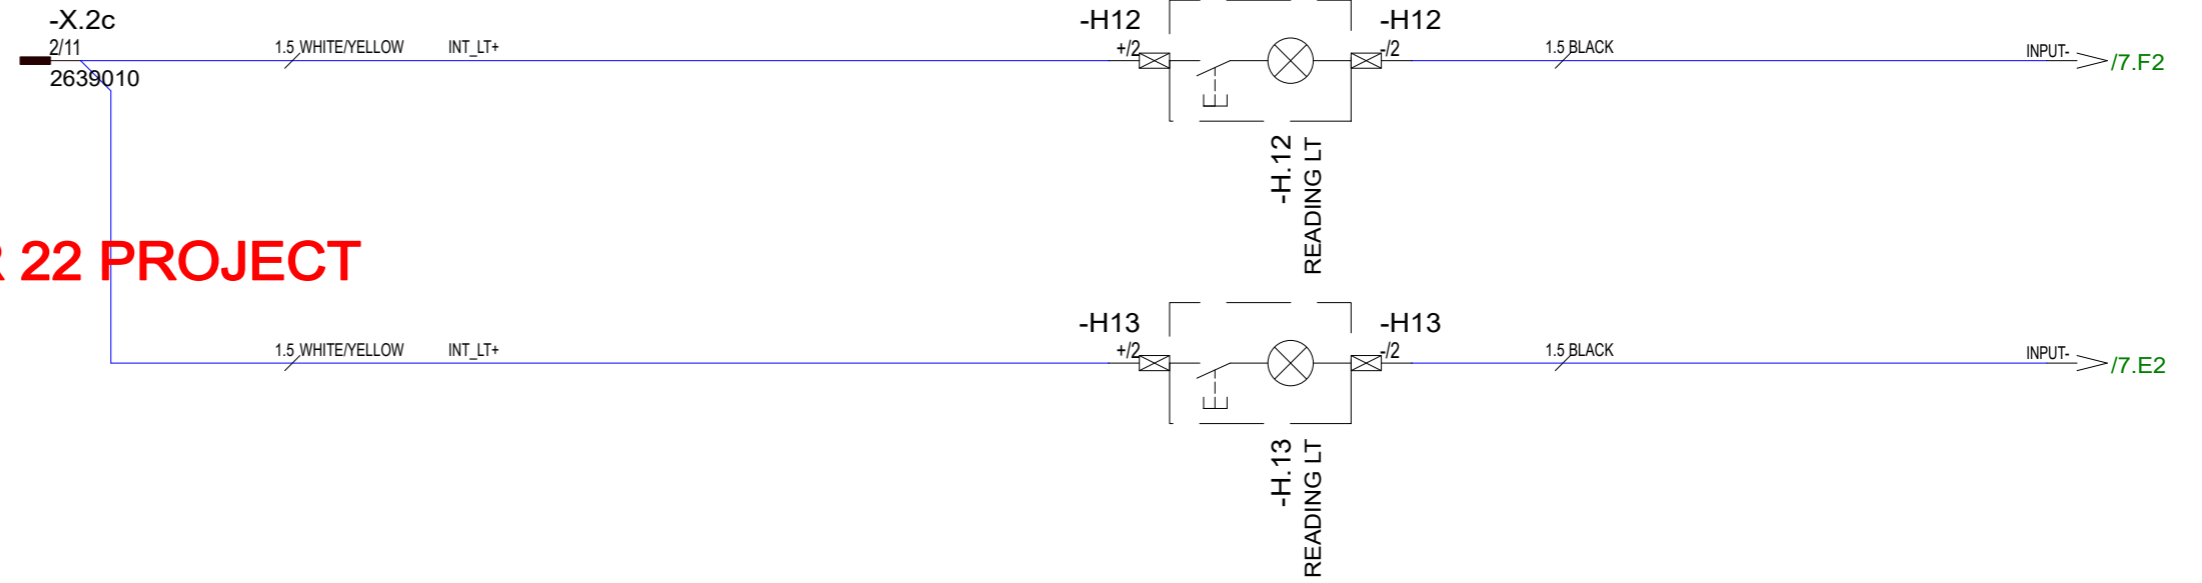 -X.2c
2/11
2639010
1.5 WHITE/YELLOW
INT_LT+
-H12
+/2
-H12
-/2
1.5 BLACK
INPUT-
/7.F2
-H.12
READING LT
R 22 PROJECT
1.5 WHITE/YELLOW
INT_LT+
-H13
+/2
-H13
-/2
1.5 BLACK
INPUT-
/7.E2
-H.13
READING LT